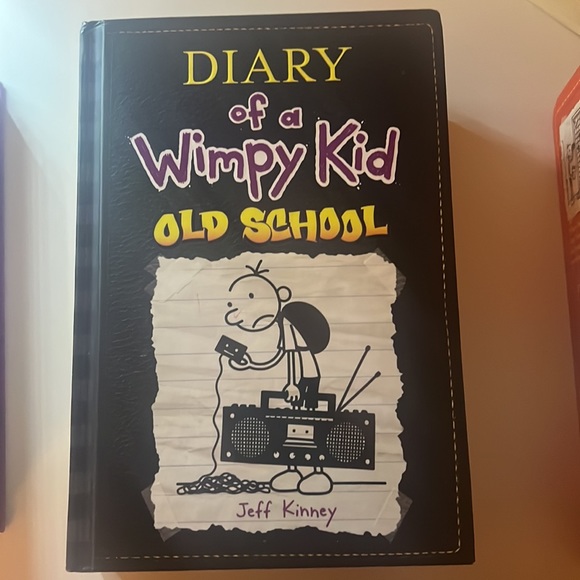 DIARY
of a
Wimpy Kid
OLD SCHOOL
Jeff Kinney